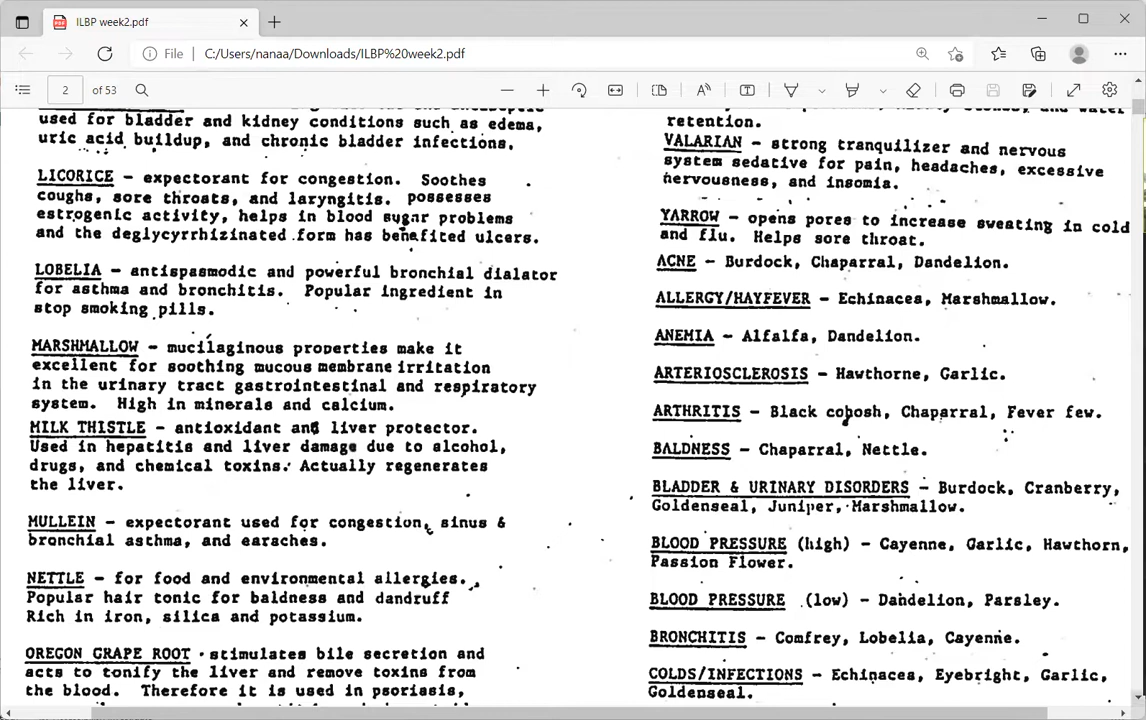 ILBP week2.pdf
File
C:/Users/nanaa/Downloads/ILBP%20week2.pdf
2 of 53
used for bladder and kidney conditions such as edema,
uric acid buildup, and chronic bladder infections.
LICORICE - expectorant for congestion. Soothes
coughs, sore throats, and laryngitis. possesses
estrogenic activity, helps in blood sugar problems
and the deglycyrrhizinated form has benefited ulcers.
LOBELIA - antispasmodic and powerful bronchial dialator
for asthma and bronchitis. Popular ingredient in
stop smoking pills.
MARSHMALLOW - mucilaginous properties make it
excellent for soothing mucous membrane irritation
in the urinary tract gastrointestinal and respiratory
system. High in minerals and calcium.
MILK THISTLE - antioxidant and liver protector.
Used in hepatitis and liver damage due to alcohol,
drugs, and chemical toxins. Actually regenerates
the liver.
MULLEIN - expectorant used for congestion, sinus &
bronchial asthma, and earaches.
NETTLE - for food and environmental allergies.
Popular hair tonic for baldness and dandruff
Rich in iron, silica and potassium.
OREGON GRAPE ROOT stimulates bile secretion and
acts to tonify the liver and remove toxins from
the blood. Therefore it is used in psoriasis,
retention.
VALARIAN - strong tranquilizer and nervous
system sedative for pain, headaches, excessive
nervousness, and insomia.
YARROW - opens pores to increase sweating in cold
and flu. Helps sore throat.
ACNE - Burdock, Chaparral, Dandelion.
ALLERGY/HAYFEVER - Echinacea, Marshmallow.
ANEMIA - Alfalfa, Dandelion.
ARTERIOSCLEROSIS - Hawthorne, Garlic.
ARTHRITIS - Black cohosh, Chaparral, Fever few.
BALDNESS - Chaparral, Nettle.
BLADDER & URINARY DISORDERS - Burdock, Cranberry,
Goldenseal, Juniper, Marshmallow.
BLOOD PRESSURE (high) - Cayenne, Garlic, Hawthorn,
Passion Flower.
BLOOD PRESSURE (low) - Dandelion, Parsley.
BRONCHITIS - Comfrey, Lobelia, Cayenne.
COLDS/INFECTIONS - Echinacea, Eyebright, Garlic,
Goldenseal.